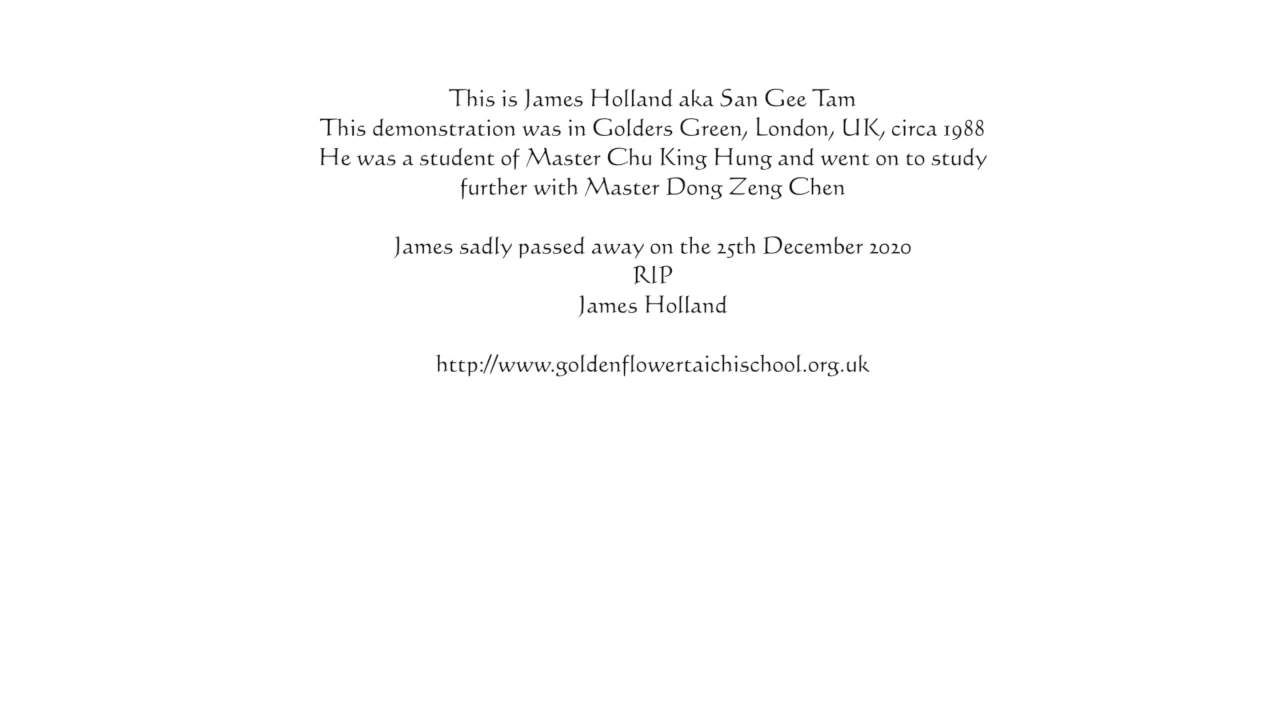 This is James Holland aka San Gee Tam
This demonstration was in Golders Green, London, UK, circa 1988
He was a student of Master Chu King Hung and went on to study
further with Master Dong Zeng Chen
James sadly passed away on the 25th December 2020
RIP
James Holland
http://www.goldenflowertaichischool.org.uk